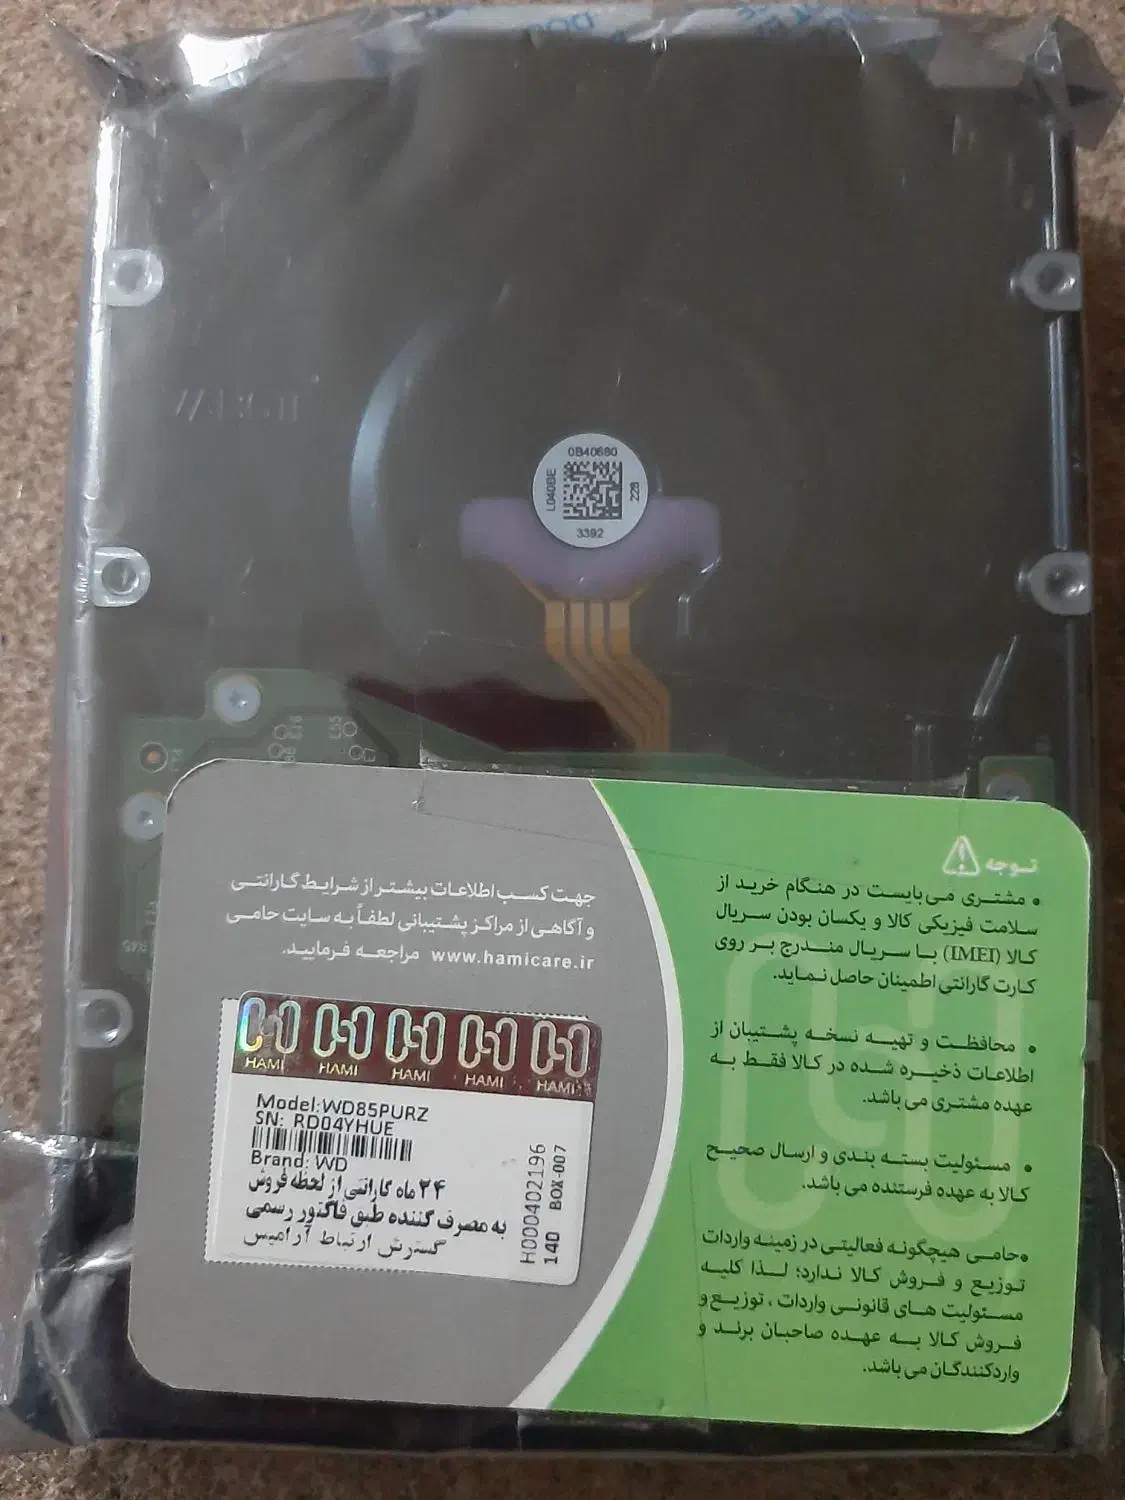 0B40680
L040BE
228
3392
توجه
• مشتری می‌بایست در هنگام خرید از
سلامت فیزیکی کالا و یکسان بودن سریال
کالا (IMEI) با سریال مندرج بر روی
کارت گارانتی اطمینان حاصل نماید.
• محافظت و تهیه نسخه پشتیبان از
اطلاعات ذخیره شده در کالا فقط به
عهده مشتری می باشد.
• مسئولیت بسته بندی و ارسال صحیح
کالا به عهده فرستنده می باشد.
• حامی هیچگونه فعالیتی در زمینه واردات
توزیع و فروش کالا ندارد؛ لذا کلیه
مسئولیت های قانونی واردات ، توزیع و
فروش کالا به عهده صاحبان برند و
واردکنندگان می باشد.
جهت کسب اطلاعات بیشتر از شرایط گارانتی
و آگاهی از مراکز پشتیبانی لطفاً به سایت حامی
www.hamicare.ir مراجعه فرمایید.
HAMI HAMI HAMI HAMI HAMI
Model:WD85PURZ
SN: RD04YHUE
Brand: WD
۲۴ ماه گارانتی از لحظه فروش
به مصرف کننده طبق فاکتور رسمی
گسترش ارتباط آرامیس
H000402196
140 BOX-007